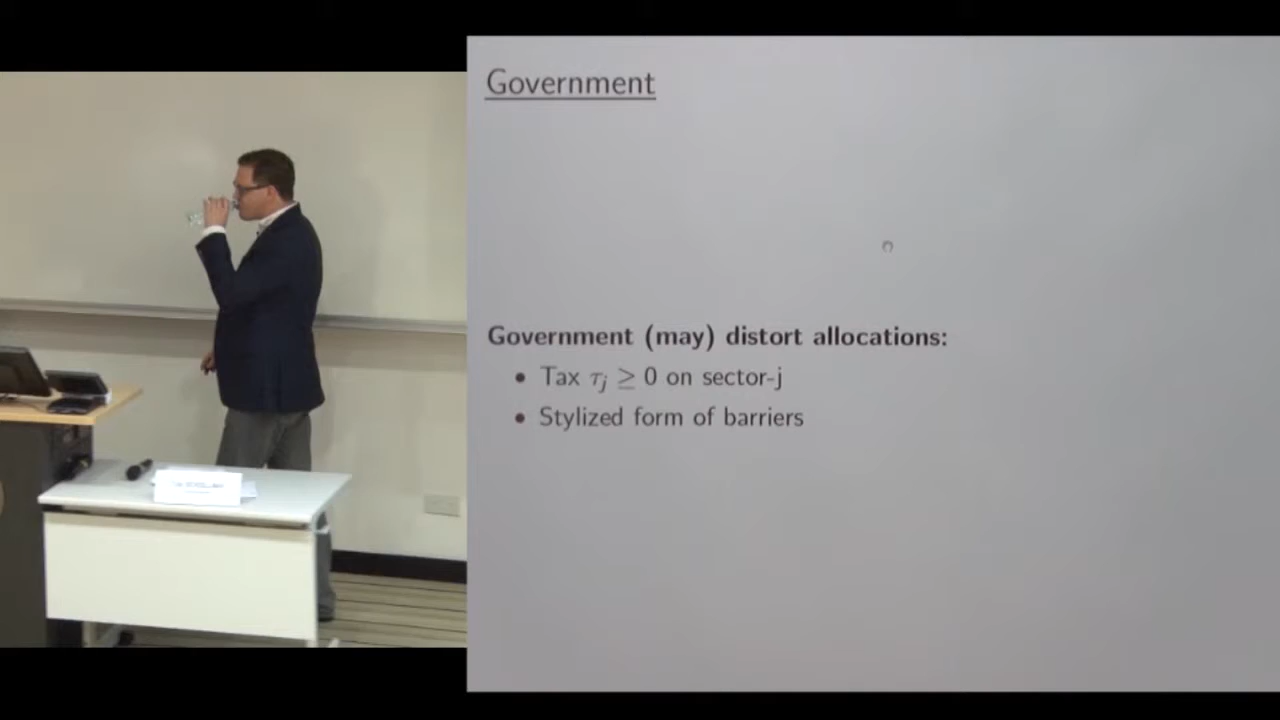 Government
Government (may) distort allocations:
• Tax τⱼ ≥ 0 on sector-j
• Stylized form of barriers